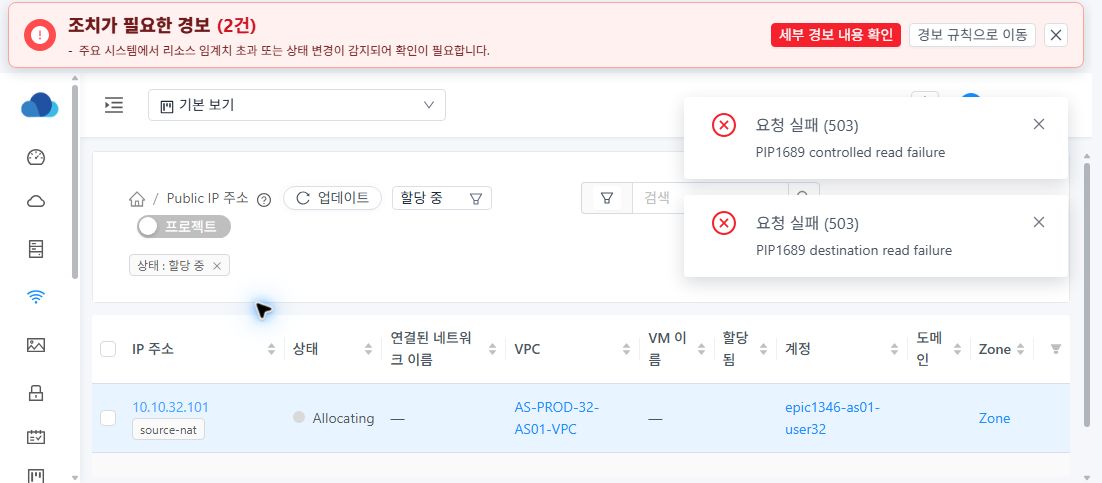 조치가 필요한 경보 (2건)
- 주요 시스템에서 리소스 임계치 초과 또는 상태 변경이 감지되어 확인이 필요합니다.
세부 경보 내용 확인
경보 규칙으로 이동
기본 보기
요청 실패 (503)
PIP1689 controlled read failure
/ Public IP 주소
업데이트
할당 중
검색
프로젝트
요청 실패 (503)
PIP1689 destination read failure
상태 : 할당 중
IP 주소
상태
연결된 네트워
크 이름
VPC
VM 이
름
할당
됨
계정
도메
인
Zone
10.10.32.101
source-nat
Allocating
—
AS-PROD-32-
AS01-VPC
—
epic1346-as01-
user32
Zone